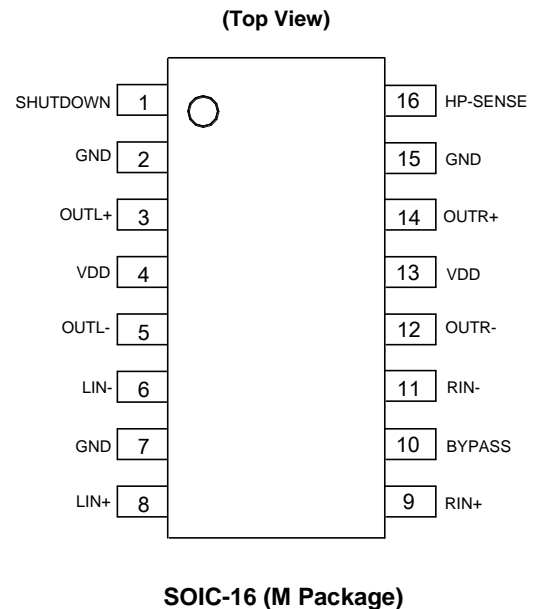 (Top View)
SHUTDOWN 1 16 HP-SENSE
GND 2 15 GND
OUTL+ 3 14 OUTR+
VDD 4 13 VDD
OUTL- 5 12 OUTR-
LIN- 6 11 RIN-
GND 7 10 BYPASS
LIN+ 8 9 RIN+
SOIC-16 (M Package)